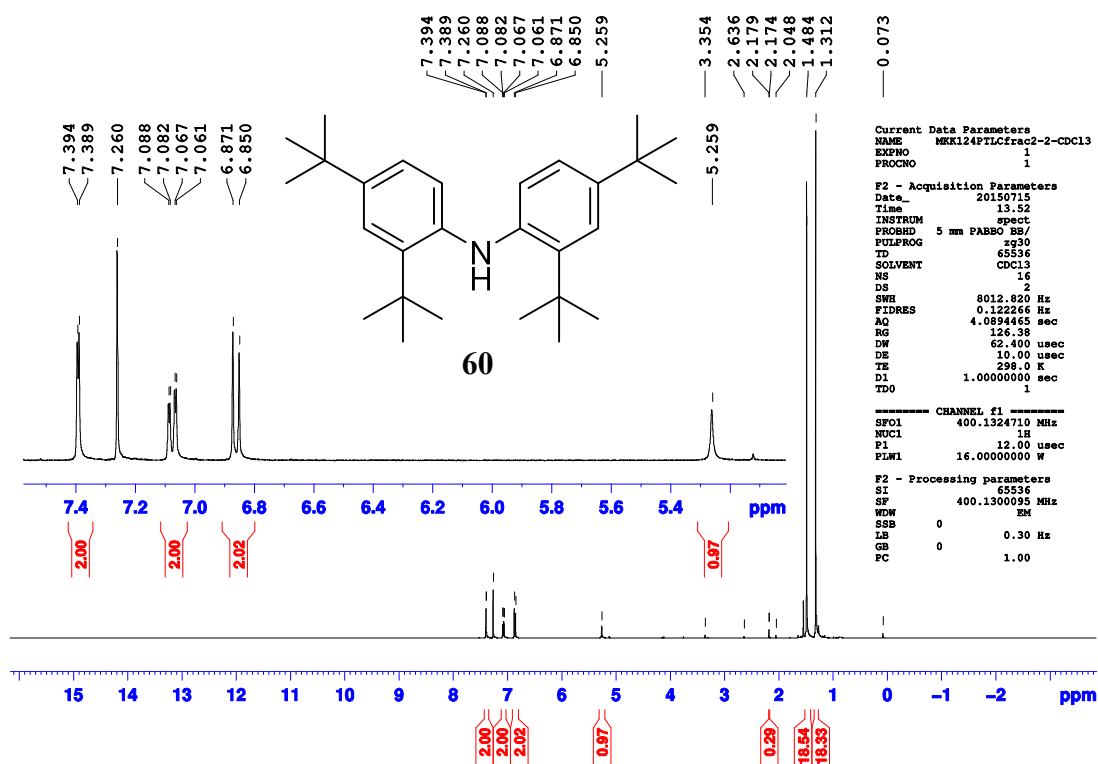 7.394
7.389
7.260
7.088
7.082
7.067
7.061
6.871
6.850
5.259
3.354
2.636
2.179
2.174
2.048
1.484
1.312
0.073
7.394
7.389
7.260
7.088
7.082
7.067
7.061
6.871
6.850
5.259
N
H
60
Current Data Parameters
NAME MKK124PTLCfrac2-2-CDCl3
EXPNO 1
PROCNO 1
F2 - Acquisition Parameters
Date_ 20150715
Time 13.52
INSTRUM spect
PROBHD 5 mm PABBO BB/
PULPROG zg30
TD 65536
SOLVENT CDCl3
NS 16
DS 2
SWH 8012.820 Hz
FIDRES 0.122266 Hz
AQ 4.0894465 sec
RG 126.38
DW 62.400 usec
DE 10.00 usec
TE 298.0 K
D1 1.00000000 sec
TD0 1
======== CHANNEL f1 ========
SFO1 400.1324710 MHz
NUC1 1H
P1 12.00 usec
PLW1 16.00000000 W
F2 - Processing parameters
SI 65536
SF 400.1300095 MHz
WDW EM
SSB 0
LB 0.30 Hz
GB 0
PC 1.00
7.4 7.2 7.0 6.8 6.6 6.4 6.2 6.0 5.8 5.6 5.4 ppm
2.00 2.00 2.02 0.97
15 14 13 12 11 10 9 8 7 6 5 4 3 2 1 0 -1 -2 ppm
2.00 2.00 2.02 0.97 0.29 18.54 18.33